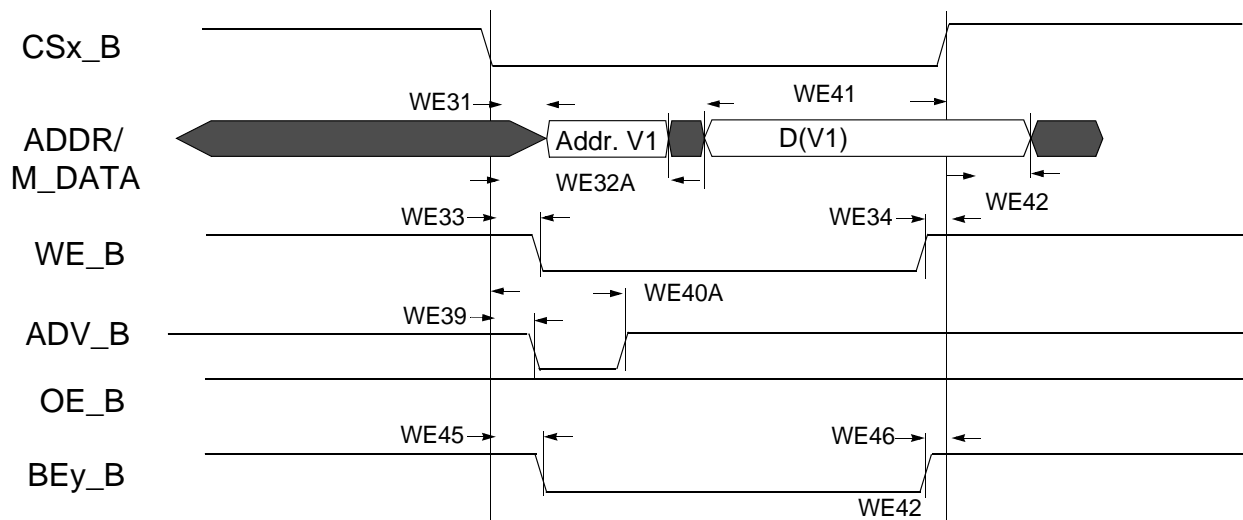 CSx_B
WE31
WE41
ADDR/
M_DATA
Addr. V1
D(V1)
WE32A
WE42
WE33
WE34
WE_B
WE40A
WE39
ADV_B
OE_B
WE45
WE46
BEy_B
WE42